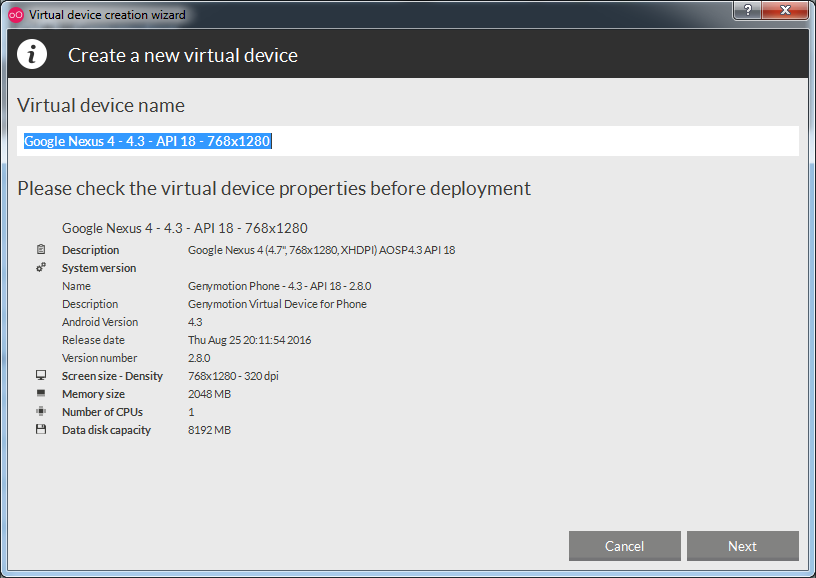 Virtual device creation wizard
?
Create a new virtual device
Virtual device name
Google Nexus 4 - 4.3 - API 18 - 768x1280
Please check the virtual device properties before deployment
Google Nexus 4 - 4.3 - API 18 - 768x1280
Description Google Nexus 4 (4.7", 768x1280, XHDPI) AOSP4.3 API 18
System version
Name Genymotion Phone - 4.3 - API 18 - 2.8.0
Description Genymotion Virtual Device for Phone
Android Version 4.3
Release date Thu Aug 25 20:11:54 2016
Version number 2.8.0
Screen size - Density 768x1280 - 320 dpi
Memory size 2048 MB
Number of CPUs 1
Data disk capacity 8192 MB
Cancel Next